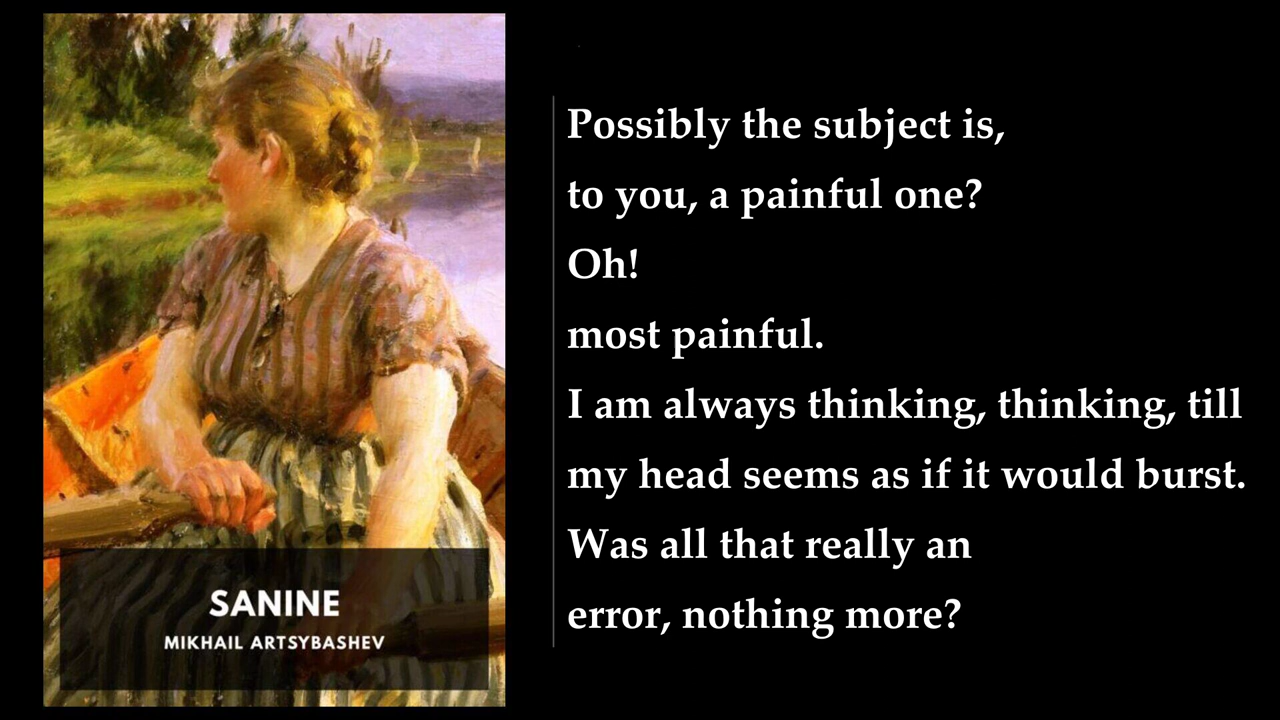 SANINE
MIKHAIL ARTSYBASHEV
Possibly the subject is,
to you, a painful one?
Oh!
most painful.
I am always thinking, thinking, till
my head seems as if it would burst.
Was all that really an
error, nothing more?